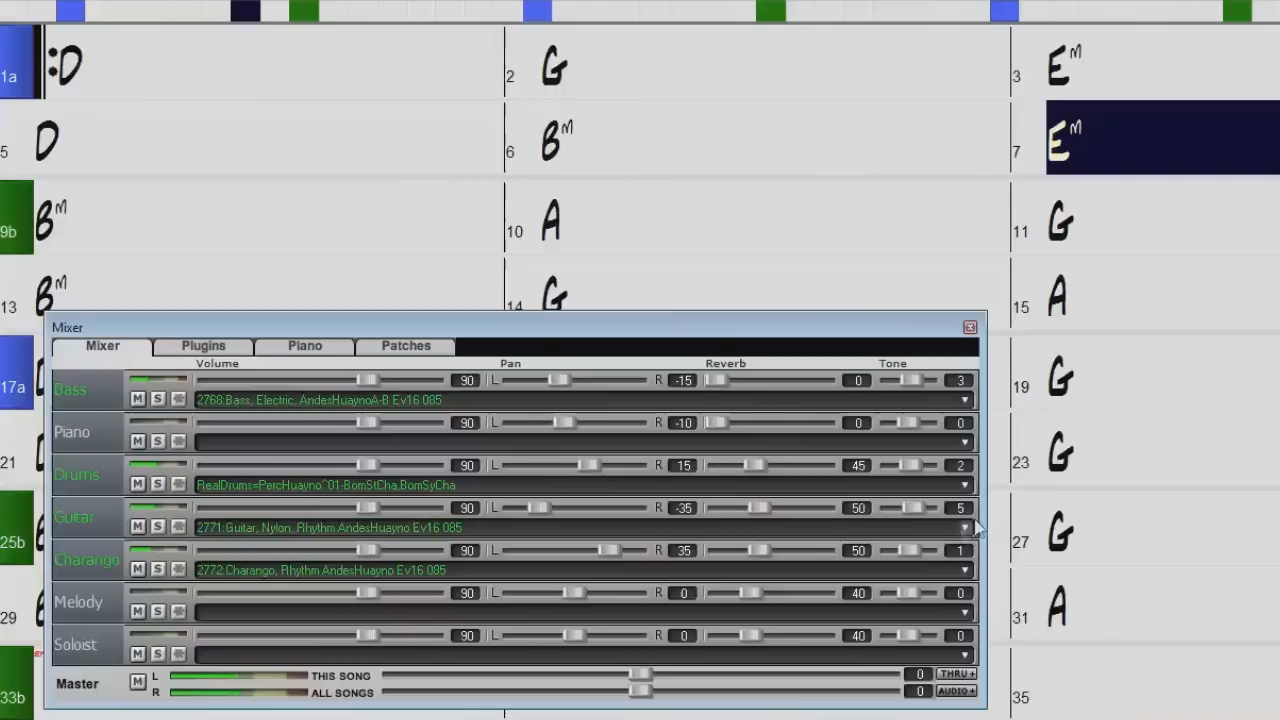 1a :D 2 G 3 EM
5 D 6 BM 7 EM
9b BM 10 A 11 G
13 BM 14 G 15 A
Mixer
Mixer Plugins Piano Patches
Volume Pan Reverb Tone
17a 19 G
Bass 90 L R -15 0 3
M S 2768:Bass, Electric, AndesHuaynoA-B Ev16 085
Piano 90 L R -10 0 0
M S
21 23 G
Drums 90 L R 15 45 2
M S RealDrums=PercHuayno^01-BomStCha,BomSyCha
Guitar 90 L R -35 50 5
M S 2771:Guitar, Nylon, Rhythm AndesHuayno Ev16 085
25b 27 G
Charango 90 L R 35 50 1
M S 2772:Charango, Rhythm AndesHuayno Ev16 085
Melody 90 L R 0 40 0
M S
29 31 A
Soloist 90 L R 0 40 0
M S
Master M L THIS SONG 0 THRU+
R ALL SONGS 0 AUDIO+
33b 35